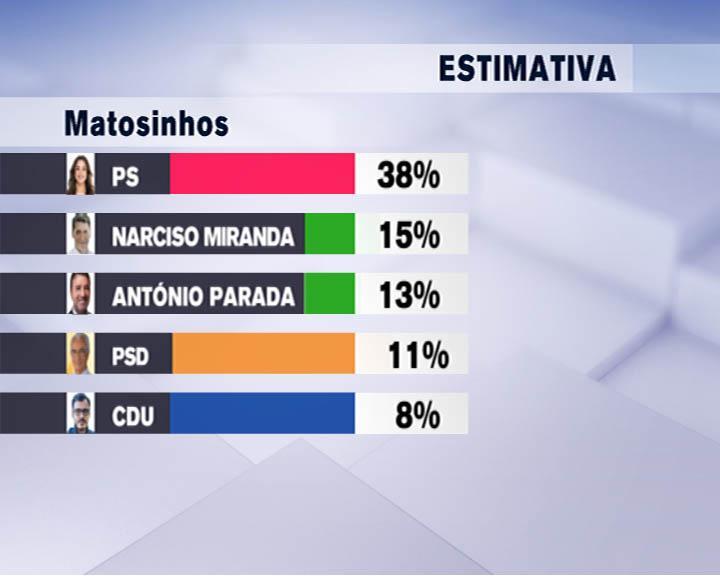 ESTIMATIVA
Matosinhos
PS 38%
NARCISO MIRANDA 15%
ANTÓNIO PARADA 13%
PSD 11%
CDU 8%